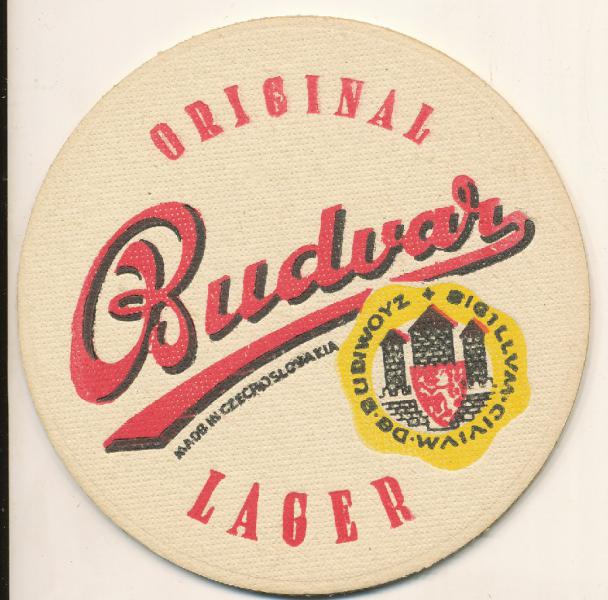 ORIGINAL
Budvar
MADE IN CZECHOSLOVAKIA
+ SIGILLVM·CIVIVM·DE·BUDIWOYZ
LAGER